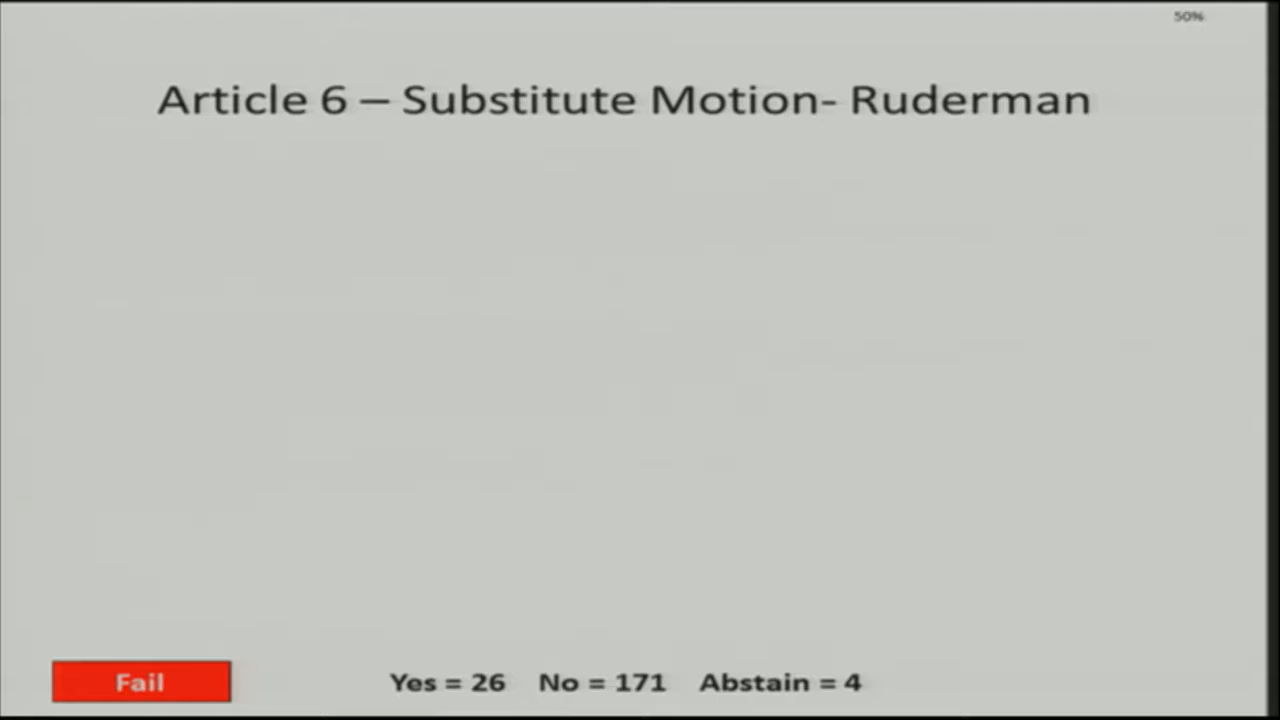 50%
Article 6 – Substitute Motion- Ruderman
Fail Yes = 26 No = 171 Abstain = 4